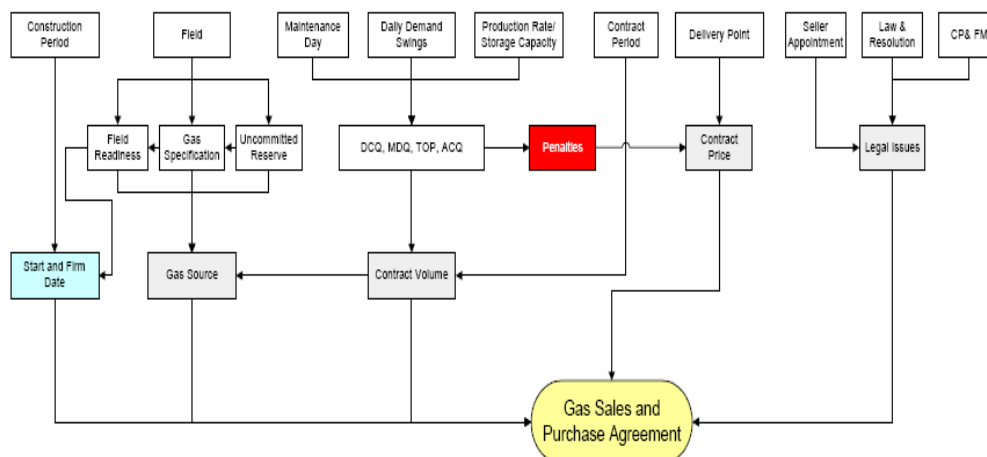 Construction
Period
Field
Maintenance
Day
Daily Demand
Swings
Production Rate/
Storage Capacity
Contract
Period
Delivery Point
Seller
Appointment
Law &
Resolution
CP& FM
Field
Readiness
Gas
Specification
Uncommitted
Reserve
DCQ, MDQ, TOP, ACQ
Penalties
Contract
Price
Legal Issues
Start and Firm
Date
Gas Source
Contract Volume
Gas Sales and
Purchase Agreement